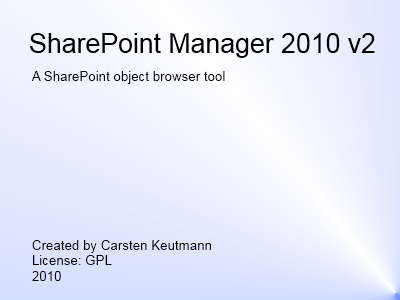 SharePoint Manager 2010 v2
A SharePoint object browser tool
Created by Carsten Keutmann
License: GPL
2010